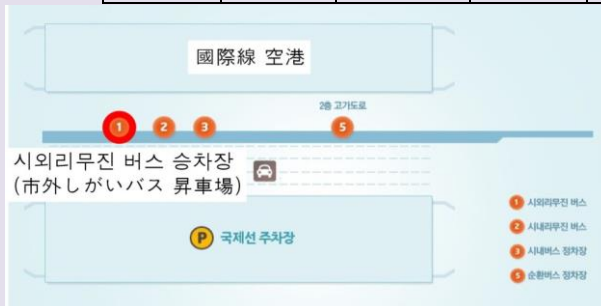 國際線 空港
2층 고가도로
1
2
3
5
시외리무진 버스 승차장
(市外しがいバス 昇車場)
P 국제선 주차장
1 시외리무진 버스
2 시내리무진 버스
3 시내버스 정차장
5 순환버스 정차장